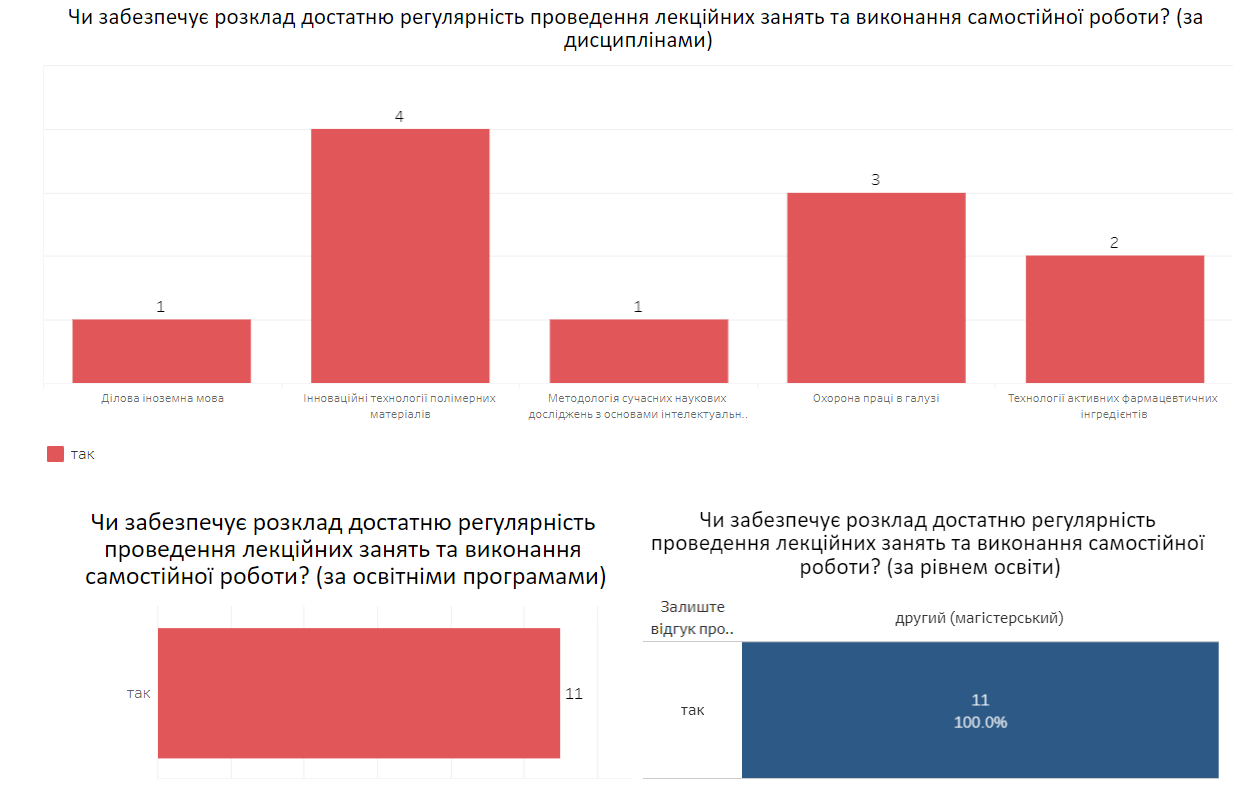 Чи забезпечує розклад достатню регулярність проведення лекційних занять та виконання самостійної роботи? (за
дисциплінами)
4
3
2
1
1
Ділова іноземна мова
Інноваційні технології полімерних
матеріалів
Методологія сучасних наукових
досліджень з основами інтелектуальн..
Охорона праці в галузі
Технології активних фармацевтичних
інгредієнтів
так
Чи забезпечує розклад достатню регулярність
проведення лекційних занять та виконання
самостійної роботи? (за освітніми програмами)
так
11
Чи забезпечує розклад достатню регулярність
проведення лекційних занять та виконання самостійної
роботи? (за рівнем освіти)
Залиште
відгук про..
другий (магістерський)
так
11
100.0%